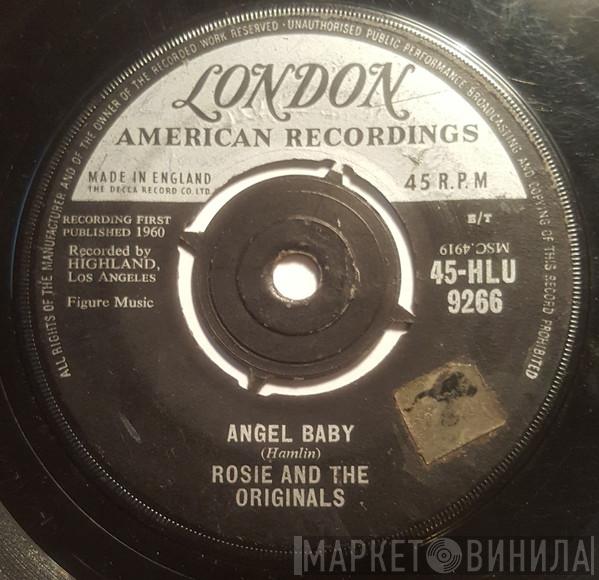 ALL RIGHTS OF THE MANUFACTURER AND OF THE OWNER OF THE RECORDED WORK RESERVED - UNAUTHORISED PUBLIC PERFORMANCE BROADCASTING AND COPYING OF THIS RECORD PROHIBITED
LONDON
AMERICAN RECORDINGS
MADE IN ENGLAND
THE DECCA RECORD CO. LTD.
45 R.P.M
RECORDING FIRST
PUBLISHED 1960
Recorded by
HIGHLAND,
Los Angeles
Figure Music
E/T
MSC.4919
45-HLU
9266
ANGEL BABY
(Hamlin)
ROSIE AND THE
ORIGINALS
МАРКЕТ ВИНИЛА